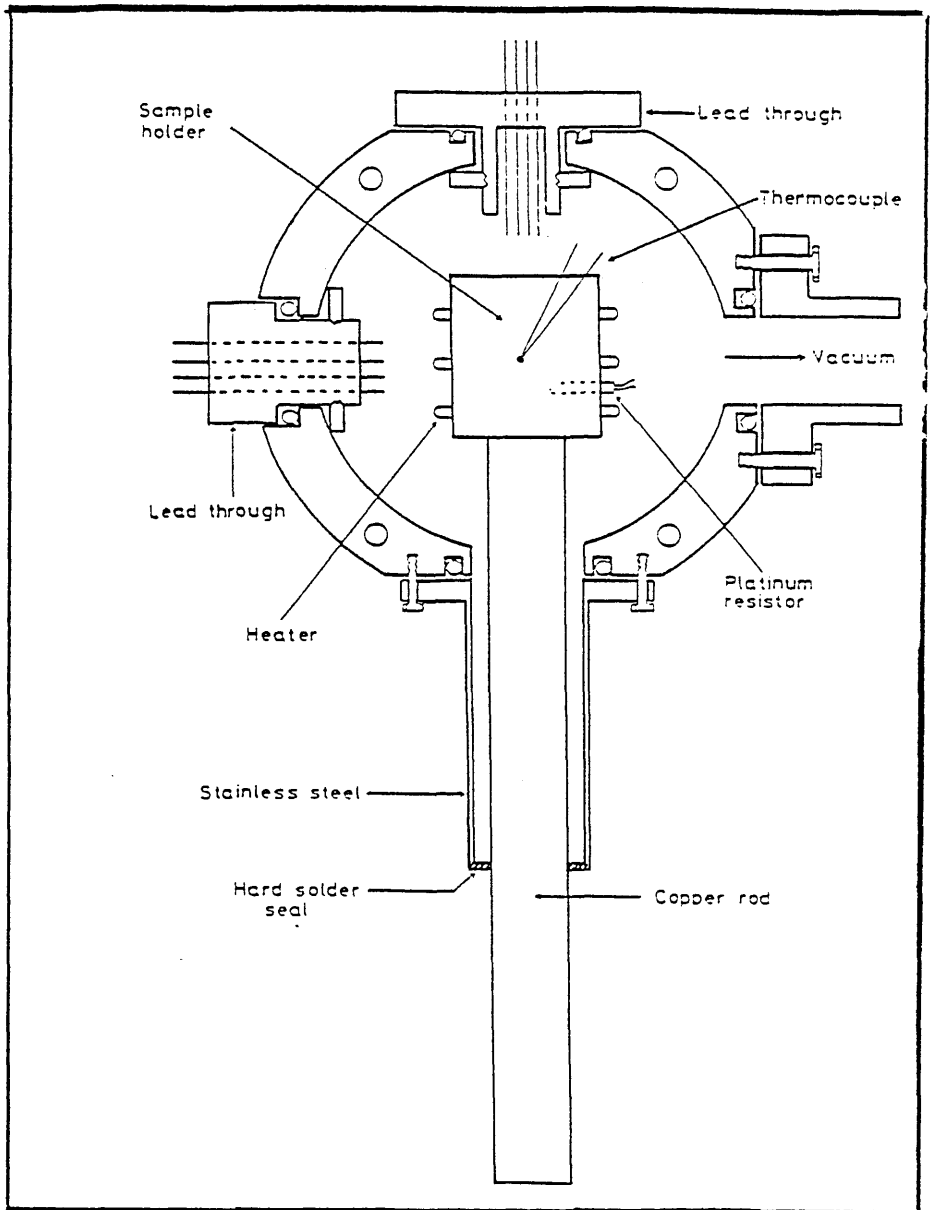 Sample
holder
Lead through
Thermocouple
Vacuum
Lead through
Platinum
resistor
Heater
Stainless steel
Hard solder
seal
Copper rod